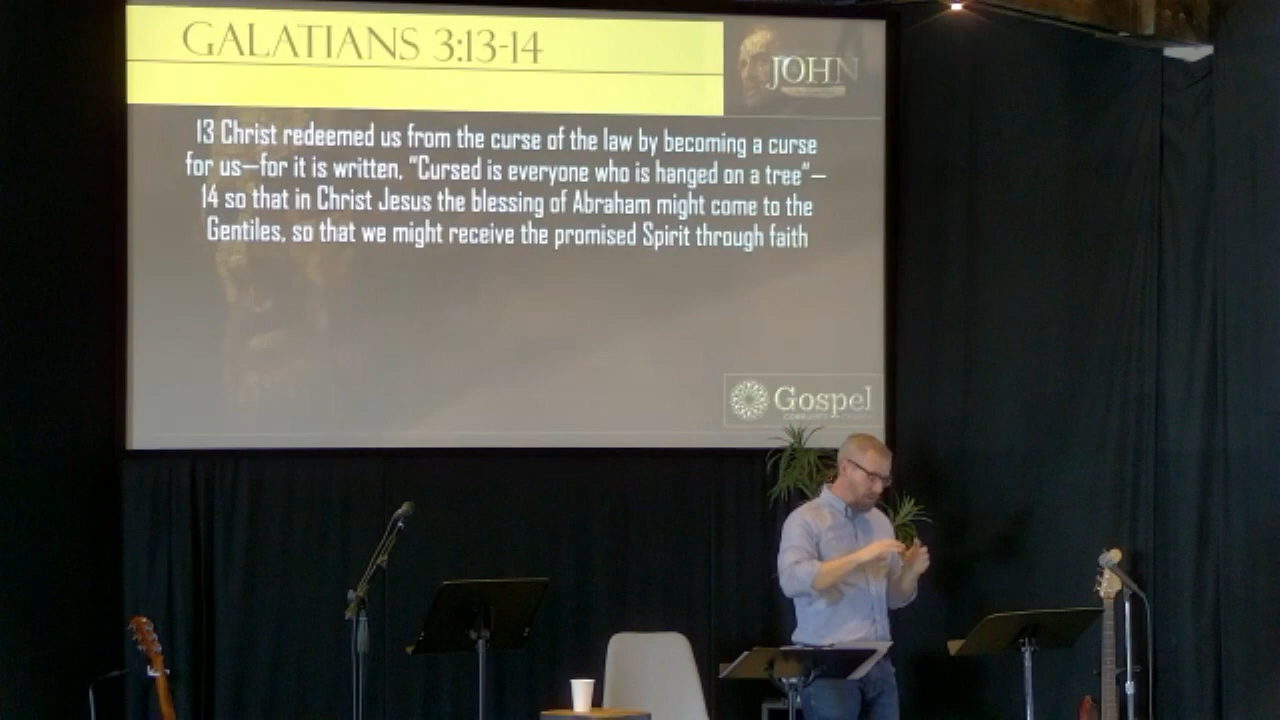 GALATIANS 3:13-14
JOHN
13 Christ redeemed us from the curse of the law by becoming a curse
for us—for it is written, “Cursed is everyone who is hanged on a tree”—
14 so that in Christ Jesus the blessing of Abraham might come to the
Gentiles, so that we might receive the promised Spirit through faith
Gospel
COMMUNITY CHURCH